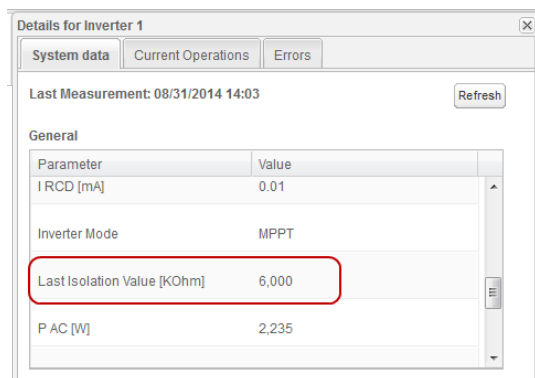 Details for Inverter 1
System data Current Operations Errors
Last Measurement: 08/31/2014 14:03 Refresh
General
Parameter Value
I RCD [mA] 0.01
Inverter Mode MPPT
Last Isolation Value [KOhm] 6,000
P AC [W] 2,235